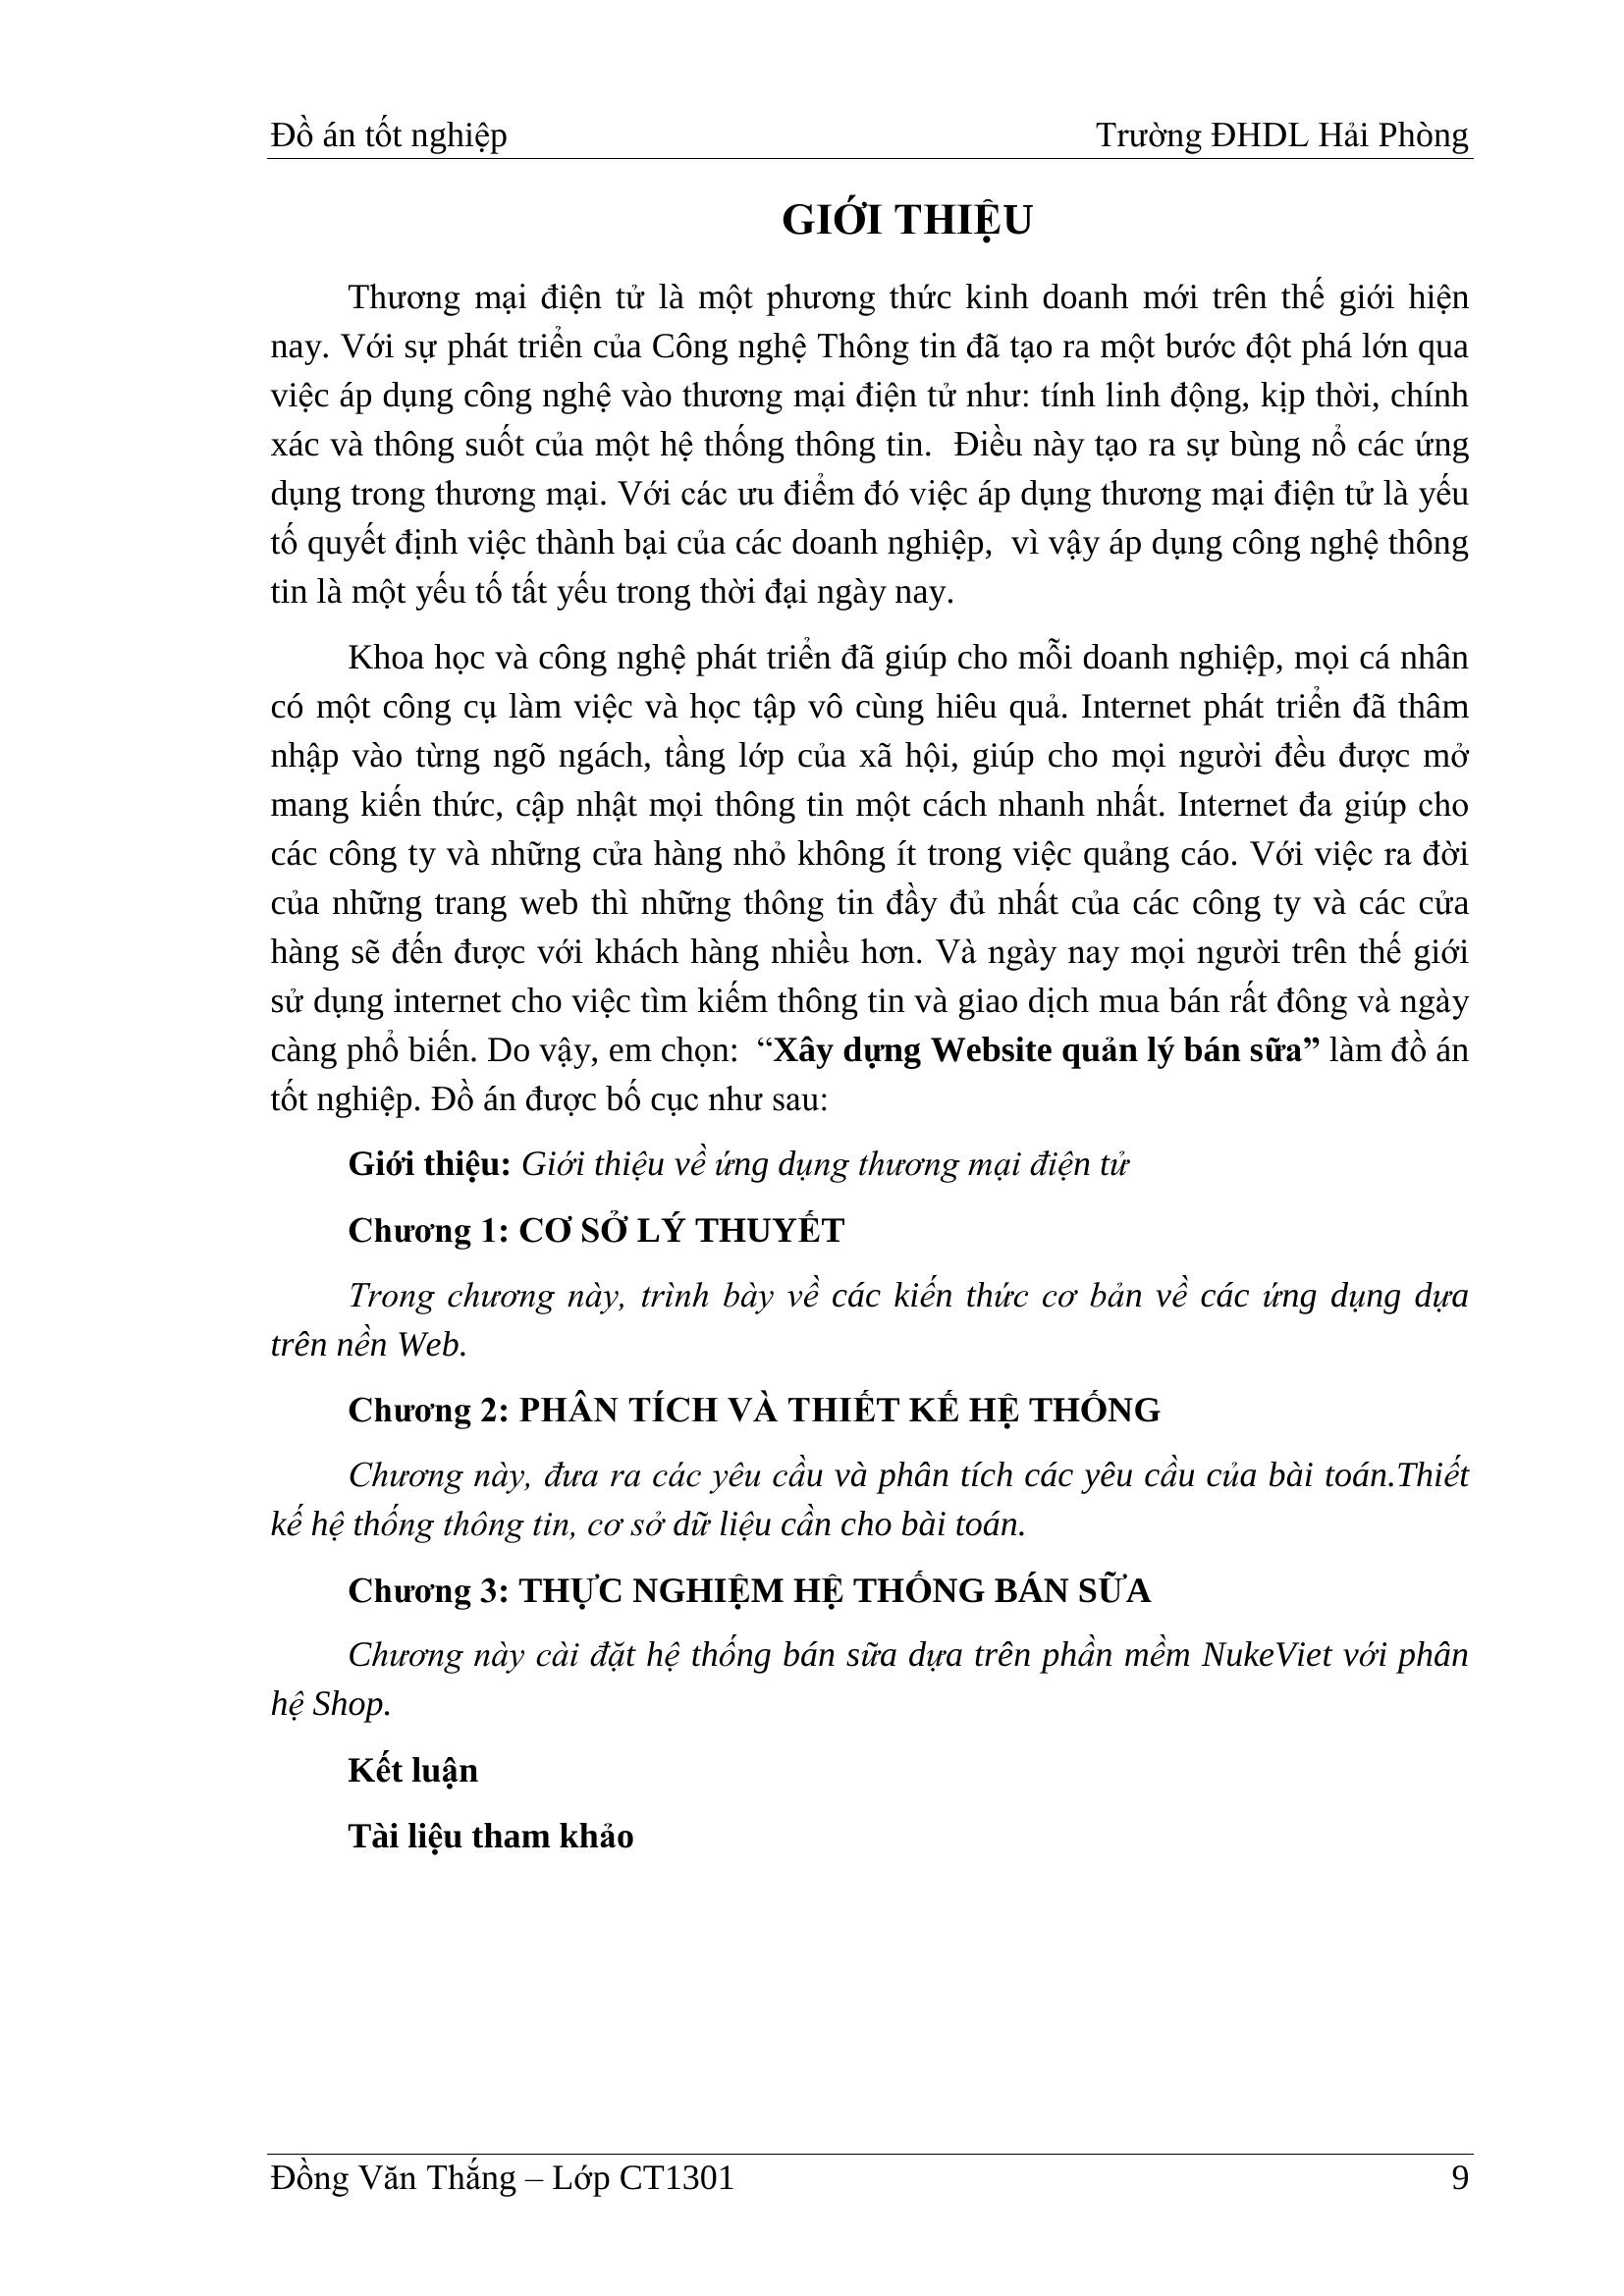 Đồ án tốt nghiệp Trường ĐHDL Hải Phòng
GIỚI THIỆU
Thương mại điện tử là một phương thức kinh doanh mới trên thế giới hiện
nay. Với sự phát triển của Công nghệ Thông tin đã tạo ra một bước đột phá lớn qua
việc áp dụng công nghệ vào thương mại điện tử như: tính linh động, kịp thời, chính
xác và thông suốt của một hệ thống thông tin. Điều này tạo ra sự bùng nổ các ứng
dụng trong thương mại. Với các ưu điểm đó việc áp dụng thương mại điện tử là yếu
tố quyết định việc thành bại của các doanh nghiệp, vì vậy áp dụng công nghệ thông
tin là một yếu tố tất yếu trong thời đại ngày nay.
Khoa học và công nghệ phát triển đã giúp cho mỗi doanh nghiệp, mọi cá nhân
có một công cụ làm việc và học tập vô cùng hiêu quả. Internet phát triển đã thâm
nhập vào từng ngõ ngách, tầng lớp của xã hội, giúp cho mọi người đều được mở
mang kiến thức, cập nhật mọi thông tin một cách nhanh nhất. Internet đa giúp cho
các công ty và những cửa hàng nhỏ không ít trong việc quảng cáo. Với việc ra đời
của những trang web thì những thông tin đầy đủ nhất của các công ty và các cửa
hàng sẽ đến được với khách hàng nhiều hơn. Và ngày nay mọi người trên thế giới
sử dụng internet cho việc tìm kiếm thông tin và giao dịch mua bán rất đông và ngày
càng phổ biến. Do vậy, em chọn: “Xây dựng Website quản lý bán sữa” làm đồ án
tốt nghiệp. Đồ án được bố cục như sau:
Giới thiệu: Giới thiệu về ứng dụng thương mại điện tử
Chương 1: CƠ SỞ LÝ THUYẾT
Trong chương này, trình bày về các kiến thức cơ bản về các ứng dụng dựa
trên nền Web.
Chương 2: PHÂN TÍCH VÀ THIẾT KẾ HỆ THỐNG
Chương này, đưa ra các yêu cầu và phân tích các yêu cầu của bài toán.Thiết
kế hệ thống thông tin, cơ sở dữ liệu cần cho bài toán.
Chương 3: THỰC NGHIỆM HỆ THỐNG BÁN SỮA
Chương này cài đặt hệ thống bán sữa dựa trên phần mềm NukeViet với phân
hệ Shop.
Kết luận
Tài liệu tham khảo
Đồng Văn Thắng – Lớp CT1301 9